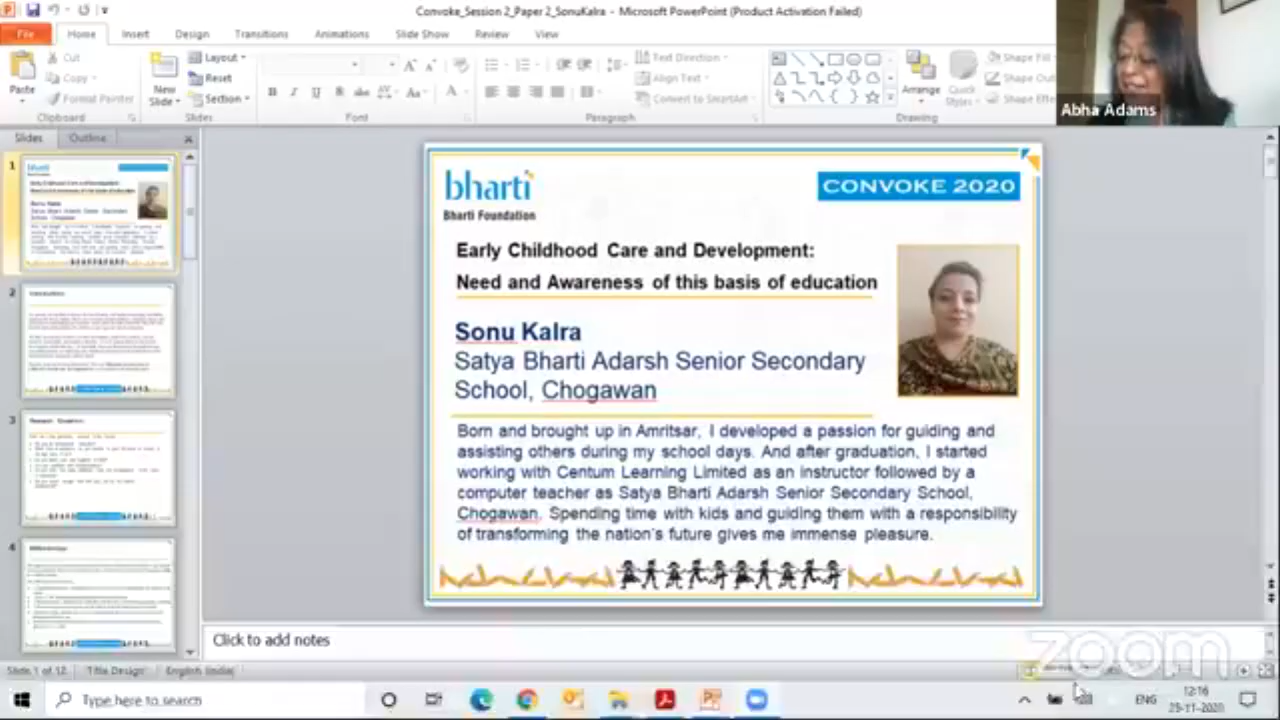 Convoke_Session 2_Paper 2_SonuKalra - Microsoft PowerPoint (Product Activation Failed)
File Home Insert Design Transitions Animations Slide Show Review View
Cut
Copy
Format Painter
Paste
Clipboard
New
Slide
Layout
Reset
Section
Slides
Font
Text Direction
Align Text
Convert to SmartArt
Paragraph
Arrange
Quick
Styles
Shape Fill
Shape Out
Shape Effe
Drawing
Abha Adams
Slides Outline
1
2
3
4
bharti
Bharti Foundation
CONVOKE 2020
Early Childhood Care and Development:
Need and Awareness of this basis of education
Sonu Kalra
Satya Bharti Adarsh Senior Secondary
School, Chogawan
Born and brought up in Amritsar, I developed a passion for guiding and
assisting others during my school days. And after graduation, I started
working with Centum Learning Limited as an instructor followed by a
computer teacher as Satya Bharti Adarsh Senior Secondary School,
Chogawan. Spending time with kids and guiding them with a responsibility
of transforming the nation's future gives me immense pleasure.
Click to add notes
zoom
Slide 1 of 12 "Title Design" English (India)
Type here to search
ENG
12:16
25-11-2020